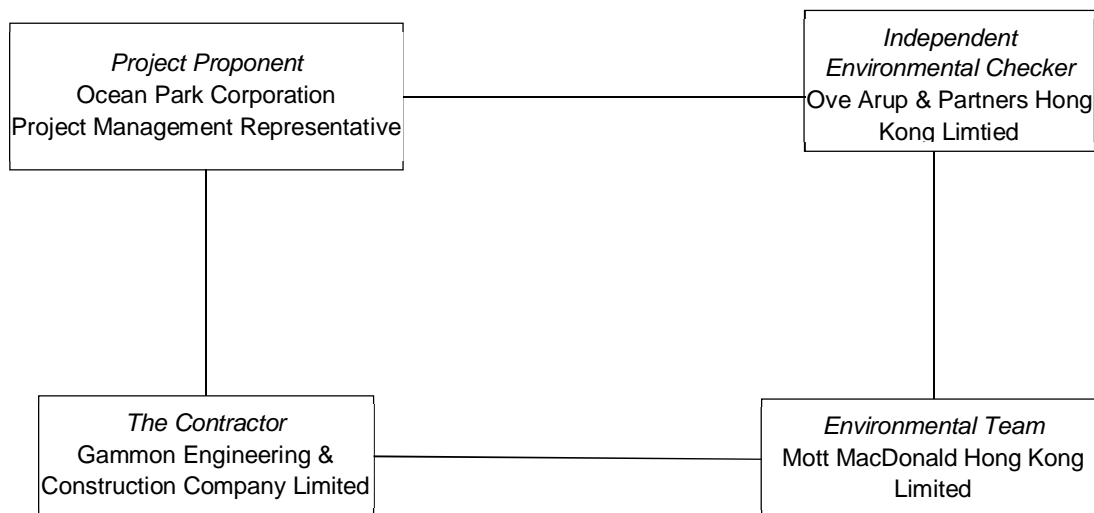 Project Proponent
Ocean Park Corporation
Project Management Representative
Independent
Environmental Checker
Ove Arup & Partners Hong
Kong Limtied
The Contractor
Gammon Engineering &
Construction Company Limited
Environmental Team
Mott MacDonald Hong Kong
Limited